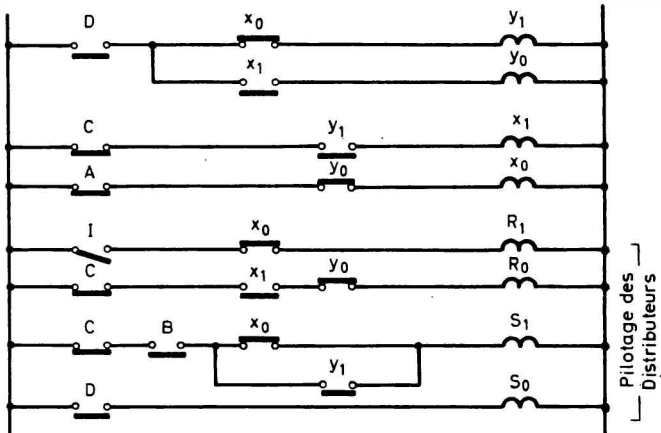 D x₀ y₁
x₁ y₀
C y₁ x₁
A y₀ x₀
I x₀ R₁
C x₁ y₀ R₀
C B x₀ S₁
y₁
D S₀
Pilotage des
Distributeurs